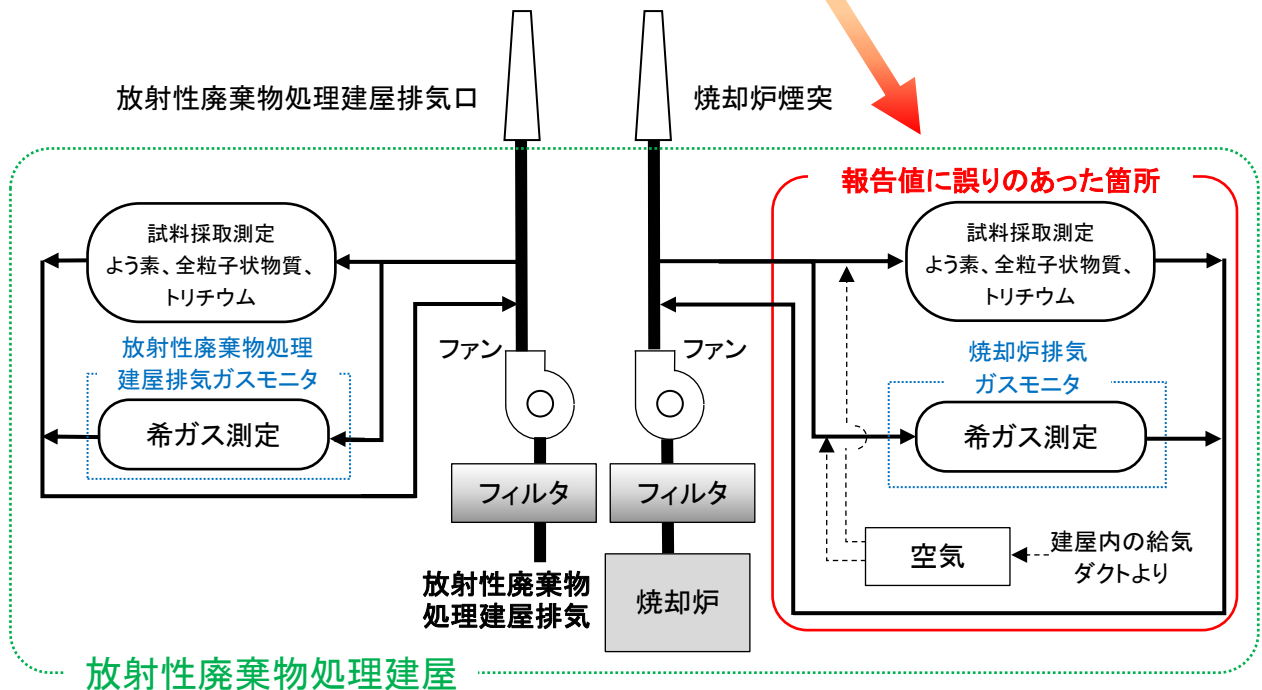 放射性廃棄物処理建屋排気口
焼却炉煙突
報告値に誤りのあった箇所
試料採取測定
よう素、全粒子状物質、
トリチウム
試料採取測定
よう素、全粒子状物質、
トリチウム
放射性廃棄物処理
建屋排気ガスモニタ
希ガス測定
ファン
ファン
焼却炉排気
ガスモニタ
希ガス測定
フィルタ
フィルタ
空気
建屋内の給気
ダクトより
放射性廃棄物
処理建屋排気
焼却炉
放射性廃棄物処理建屋